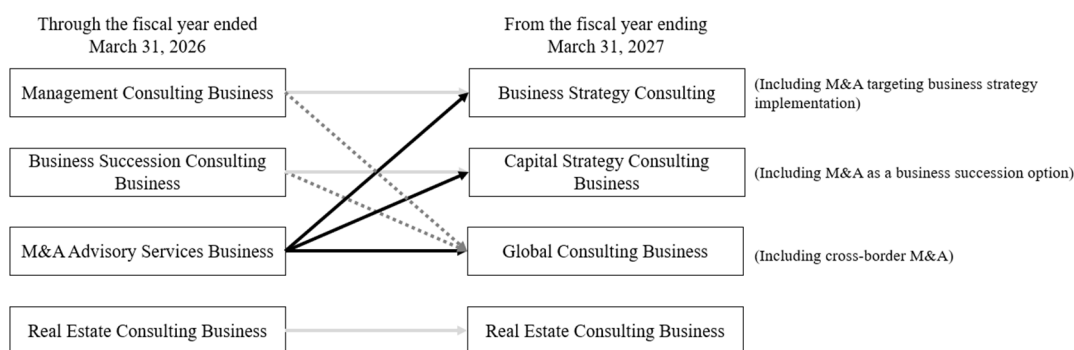 Through the fiscal year ended
March 31, 2026
From the fiscal year ending
March 31, 2027
Management Consulting Business
Business Strategy Consulting
(Including M&A targeting business strategy
implementation)
Business Succession Consulting
Business
Capital Strategy Consulting
Business
(Including M&A as a business succession option)
M&A Advisory Services Business
Global Consulting Business
(Including cross-border M&A)
Real Estate Consulting Business
Real Estate Consulting Business